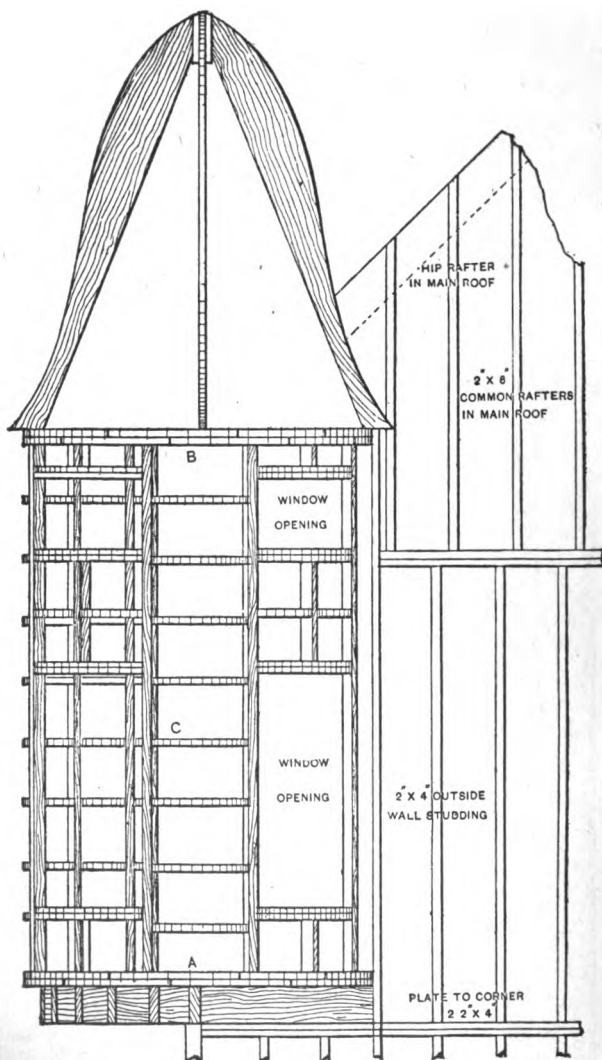 HIP RAFTER
IN MAIN ROOF
2" X 6"
COMMON RAFTERS
IN MAIN ROOF
B
WINDOW
OPENING
C
WINDOW
OPENING
2" X 4" OUTSIDE
WALL STUDDING
A
PLATE TO CORNER
2 2" X 4"